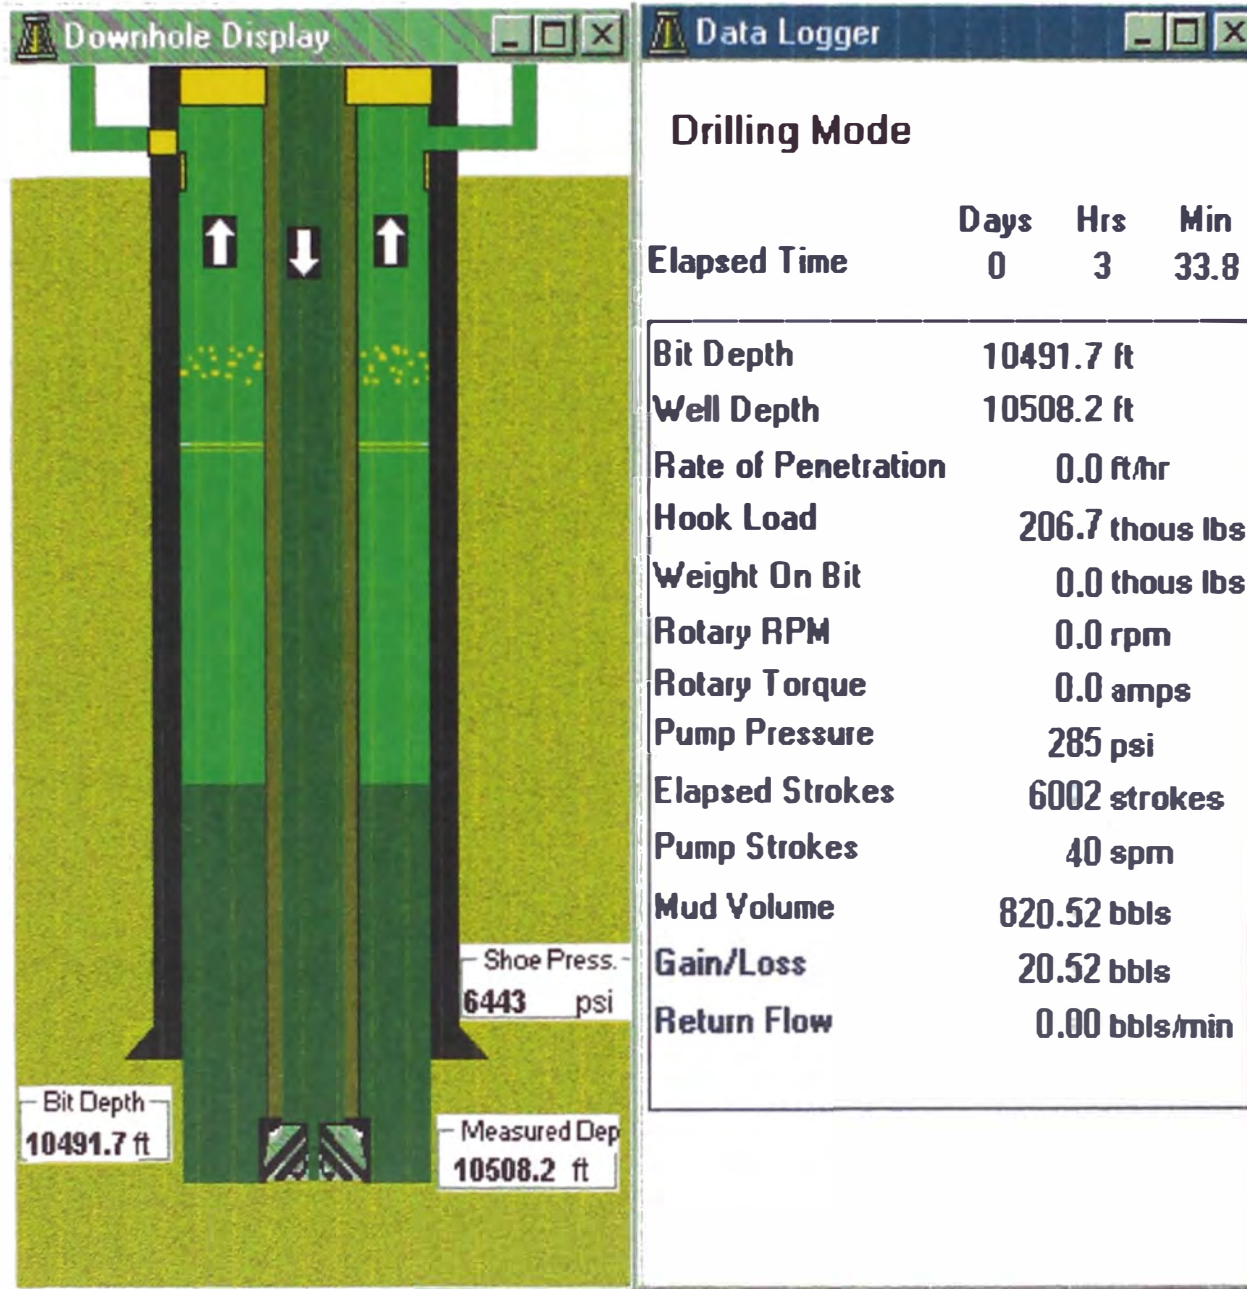 Downhole Display
Shoe Press.
6443 psi
Bit Depth
10491.7 ft
Measured Dep
10508.2 ft
Data Logger
Drilling Mode
Days Hrs Min
Elapsed Time 0 3 33.8
Bit Depth 10491.7 ft
Well Depth 10508.2 ft
Rate of Penetration 0.0 ft/hr
Hook Load 206.7 thous lbs
Weight On Bit 0.0 thous lbs
Rotary RPM 0.0 rpm
Rotary Torque 0.0 amps
Pump Pressure 285 psi
Elapsed Strokes 6002 strokes
Pump Strokes 40 spm
Mud Volume 820.52 bbls
Gain/Loss 20.52 bbls
Return Flow 0.00 bbls/min